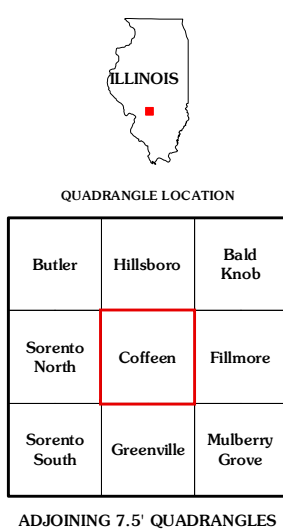 ILLINOIS
QUADRANGLE LOCATION
Butler
Hillsboro
Bald
Knob
Sorento
North
Coffeen
Fillmore
Sorento
South
Greenville
Mulberry
Grove
ADJOINING 7.5' QUADRANGLES